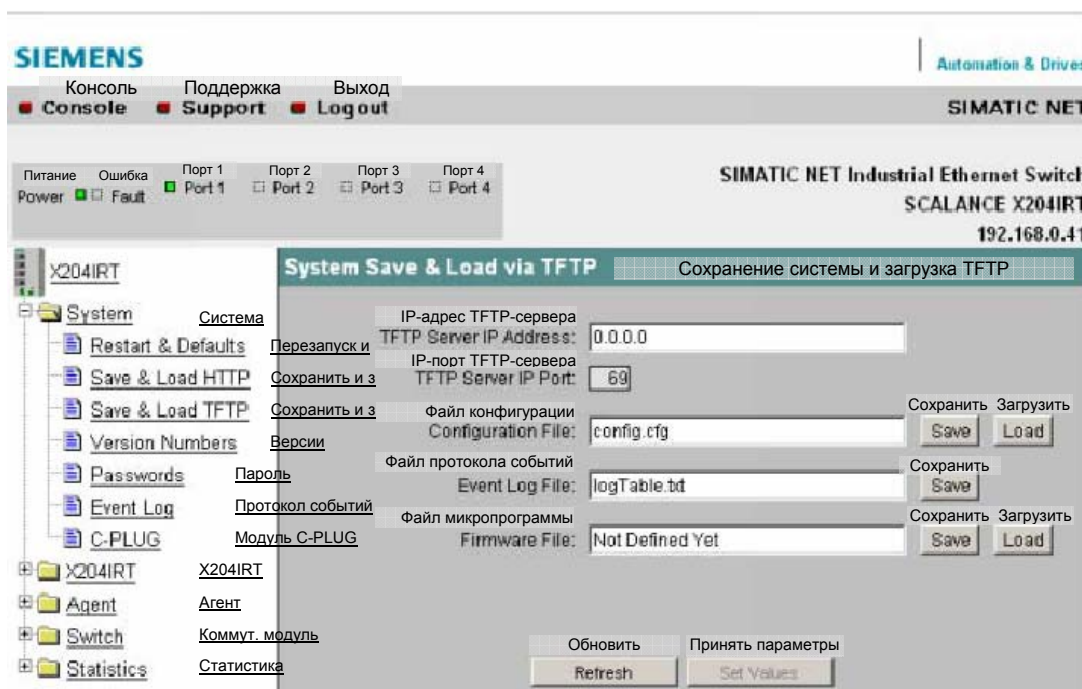 SIEMENS
Automation & Drives
Консоль Поддержка Выход
Console Support Logout
SIMATIC NET
Питание Ошибка Порт 1 Порт 2 Порт 3 Порт 4
Power Fault Port 1 Port 2 Port 3 Port 4
SIMATIC NET Industrial Ethernet Switch
SCALANCE X204IRT
192.168.0.41
X204IRT
System Save & Load via TFTP Сохранение системы и загрузка TFTP
System Система
Restart & Defaults Перезапуск и
Save & Load HTTP Сохранить и з
Save & Load TFTP Сохранить и з
Version Numbers Версии
Passwords Пароль
Event Log Протокол событий
C-PLUG Модуль C-PLUG
X204IRT X204IRT
Agent Агент
Switch Коммут. модуль
Statistics Статистика
IP-адрес TFTP-сервера
TFTP Server IP Address: 0.0.0.0
IP-порт TFTP-сервера
TFTP Server IP Port: 69
Файл конфигурации Сохранить Загрузить
Configuration File: config.cfg Save Load
Файл протокола событий Сохранить
Event Log File: logTable.txt Save
Файл микропрограммы Сохранить Загрузить
Firmware File: Not Defined Yet Save Load
Обновить Принять параметры
Refresh Set Values